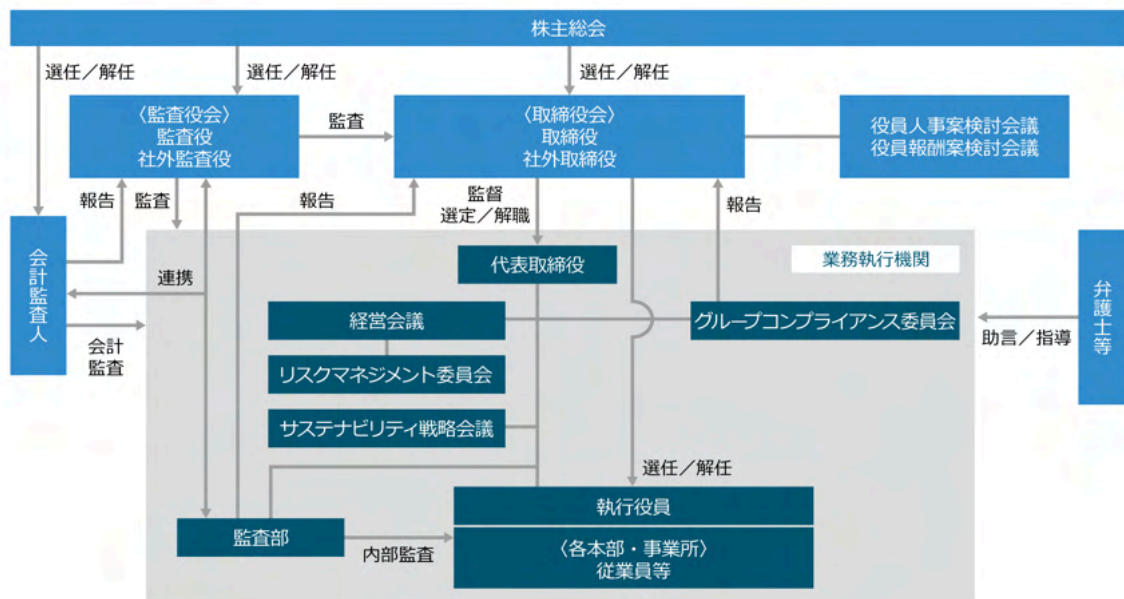 株主総会
選任／解任
選任／解任
選任／解任
〈監査役会〉
監査役
社外監査役
監査
〈取締役会〉
取締役
社外取締役
役員人事案検討会議
役員報酬案検討会議
報告
監査
報告
監督
選定／解職
報告
会計監査人
連携
代表取締役
業務執行機関
弁護士等
経営会議
グループコンプライアンス委員会
会計
監査
助言／指導
リスクマネジメント委員会
サステナビリティ戦略会議
選任／解任
執行役員
監査部
内部監査
〈各本部・事業所〉
従業員等